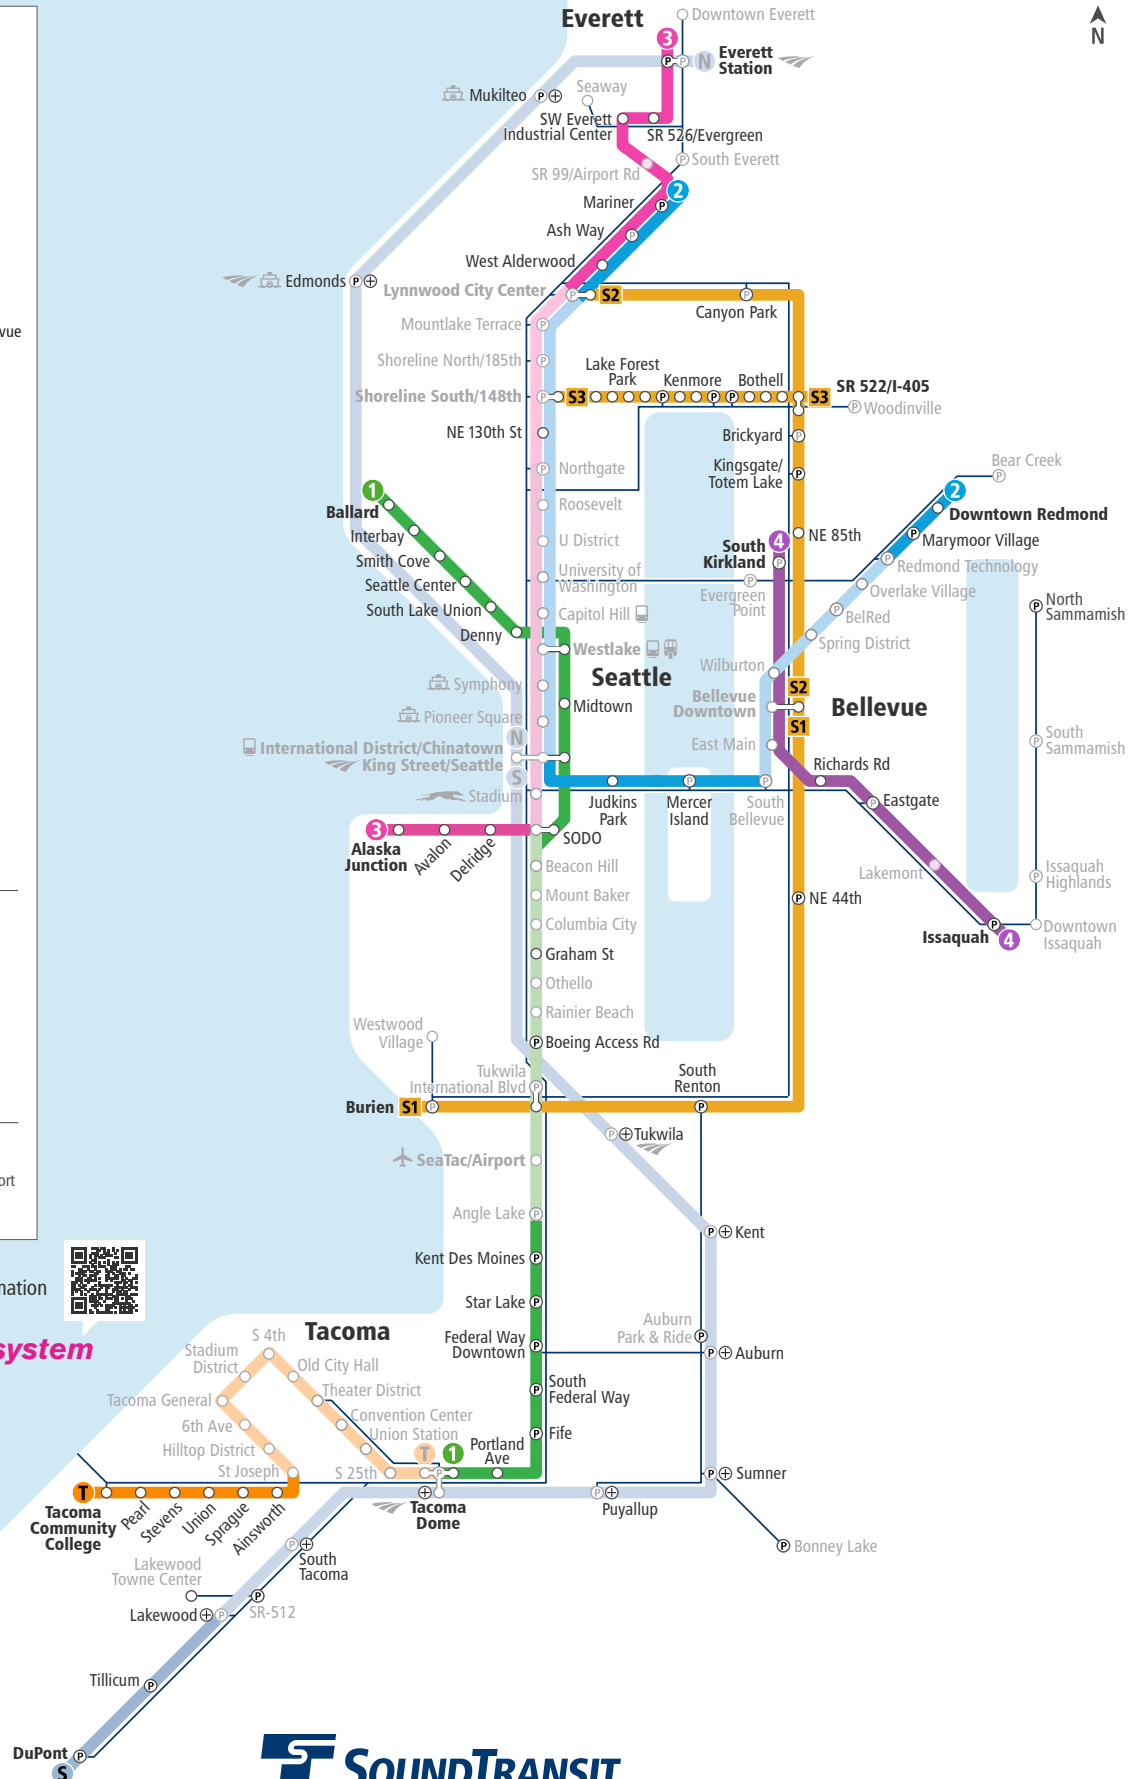 Everett
Downtown Everett
N
3
Everett
Station
N
Seaway
Mukilteo
SW Everett
Industrial Center
SR 526/Evergreen
South Everett
SR 99/Airport Rd
2
Mariner
Ash Way
West Alderwood
Edmonds
Lynnwood City Center
S2
Canyon Park
Mountlake Terrace
vue
Shoreline North/185th
Lake Forest
Park
Kenmore
Bothell
SR 522/I-405
Shoreline South/148th
S3
S3
Woodinville
NE 130th St
Brickyard
Northgate
Kingsgate/
Totem Lake
Bear Creek
1
2
Ballard
Roosevelt
Downtown Redmond
Interbay
U District
NE 85th
Marymoor Village
4
South
Kirkland
Smith Cove
Redmond Technology
University of
Washington
Seattle Center
Evergreen
Point
Overlake Village
North
Sammamish
South Lake Union
Capitol Hill
BelRed
Denny
Spring District
Westlake
Wilburton
Seattle
Symphony
S2
Bellevue
Downtown
Midtown
Bellevue
Pioneer Square
S1
N
International District/Chinatown
King Street/Seattle
East Main
South
Sammamish
S
Richards Rd
Stadium
Judkins
Park
Mercer
Island
South
Bellevue
Eastgate
3
Alaska
Junction
Avalon
Delridge
SODO
Beacon Hill
Lakemont
Issaquah
Highlands
Mount Baker
NE 44th
Columbia City
Issaquah
4
Downtown
Issaquah
Graham St
Othello
Rainier Beach
Westwood
Village
Boeing Access Rd
Tukwila
International Blvd
South
Renton
Burien
S1
Tukwila
SeaTac/Airport
ort
Angle Lake
Kent
Kent Des Moines
mation
Star Lake
system
Tacoma
S 4th
Stadium
District
Auburn
Park & Ride
Federal Way
Downtown
Auburn
Old City Hall
South
Federal Way
Theater District
Tacoma General
Convention Center
6th Ave
Union Station
Fife
Hilltop District
T
1
Portland
Ave
St Joseph
S 25th
Sumner
T
Tacoma
Community
College
Pearl
Stevens
Union
Sprague
Ainsworth
Tacoma
Dome
Puyallup
Bonney Lake
South
Tacoma
Lakewood
Towne Center
SR-512
Lakewood
Tillicum
DuPont
S
SOUNDTRANSIT